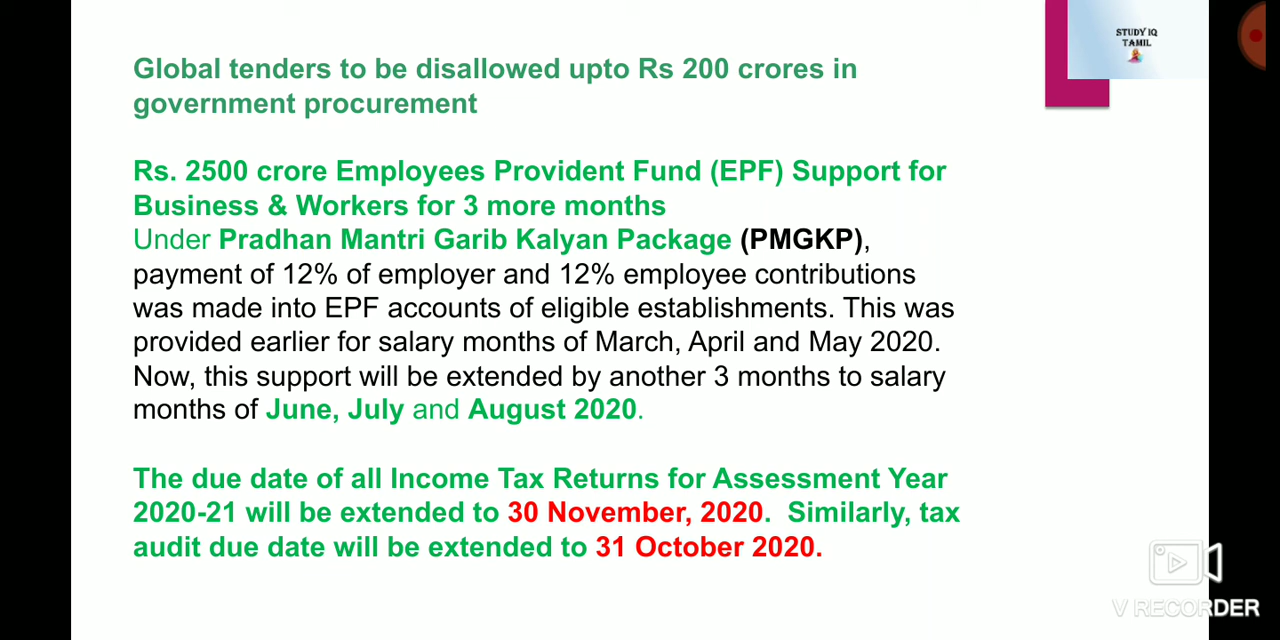 STUDY IQ
TAMIL
Global tenders to be disallowed upto Rs 200 crores in
government procurement
Rs. 2500 crore Employees Provident Fund (EPF) Support for
Business & Workers for 3 more months
Under Pradhan Mantri Garib Kalyan Package (PMGKP),
payment of 12% of employer and 12% employee contributions
was made into EPF accounts of eligible establishments. This was
provided earlier for salary months of March, April and May 2020.
Now, this support will be extended by another 3 months to salary
months of June, July and August 2020.
The due date of all Income Tax Returns for Assessment Year
2020-21 will be extended to 30 November, 2020.  Similarly, tax
audit due date will be extended to 31 October 2020.
V RECORDER